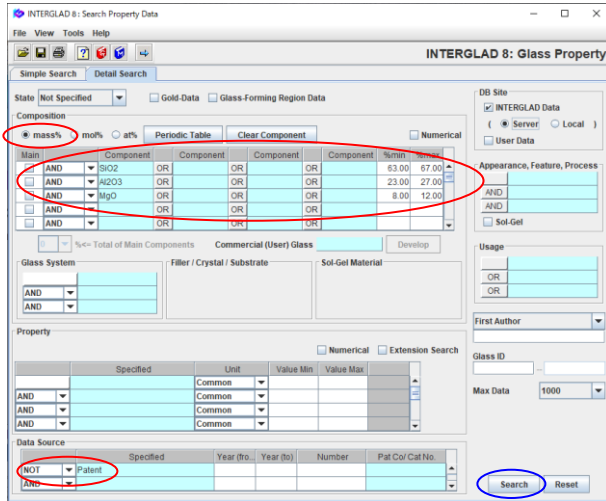 INTERGLAD 8: Search Property Data
File View Tools Help
INTERGLAD 8: Glass Property
Simple Search Detail Search
State Not Specified Gold-Data Glass-Forming Region Data
Composition
mass% mol% at% Periodic Table Clear Component Numerical
Main Component Component Component Component %min %max
AND SiO2 OR OR OR 63.00 67.00
AND Al2O3 OR OR OR 23.00 27.00
AND MgO OR OR OR 8.00 12.00
AND OR OR OR
AND OR OR OR
0 %<= Total of Main Components Commercial (User) Glass Develop
Glass System Filler / Crystal / Substrate Sol-Gel Material
AND
AND
Property
Numerical Extension Search
Specified Unit Value Min Value Max
Common
AND Common
AND Common
AND Common
Data Source
Specified Year (fro... Year (to) Number Pat Co/ Cat No.
NOT Patent
AND
DB Site
INTERGLAD Data
( Server Local )
User Data
Appearance, Feature, Process
AND
AND
Sol-Gel
Usage
OR
OR
First Author
Glass ID
...
Max Data 1000
Search Reset